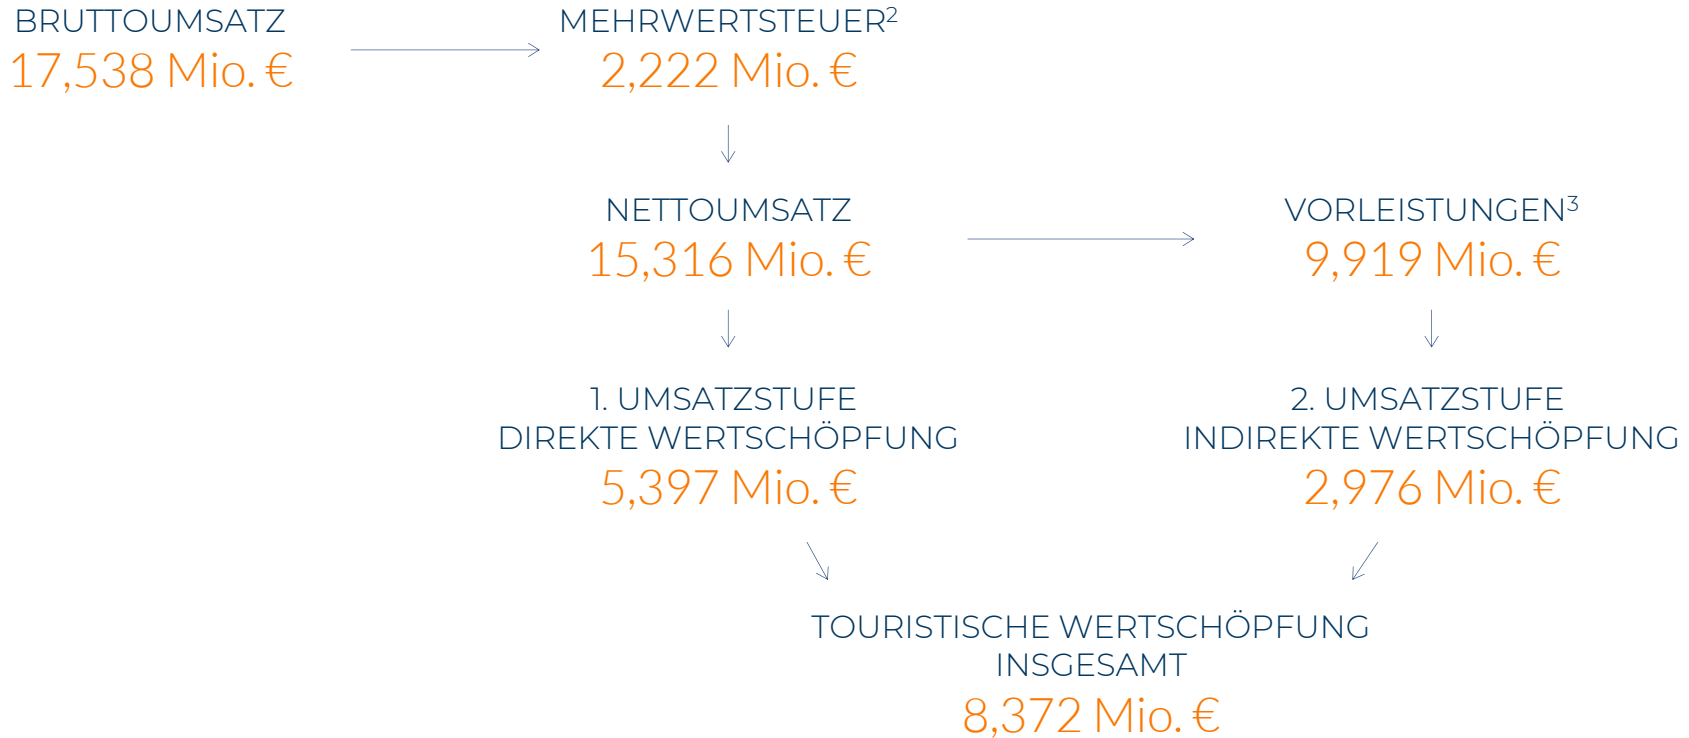 BRUTTOUMSATZ
17,538 Mio. €
MEHRWERTSTEUER²
2,222 Mio. €
NETTOUMSATZ
15,316 Mio. €
VORLEISTUNGEN³
9,919 Mio. €
1. UMSATZSTUFE
DIREKTE WERTSCHÖPFUNG
5,397 Mio. €
2. UMSATZSTUFE
INDIREKTE WERTSCHÖPFUNG
2,976 Mio. €
TOURISTISCHE WERTSCHÖPFUNG
INSGESAMT
8,372 Mio. €